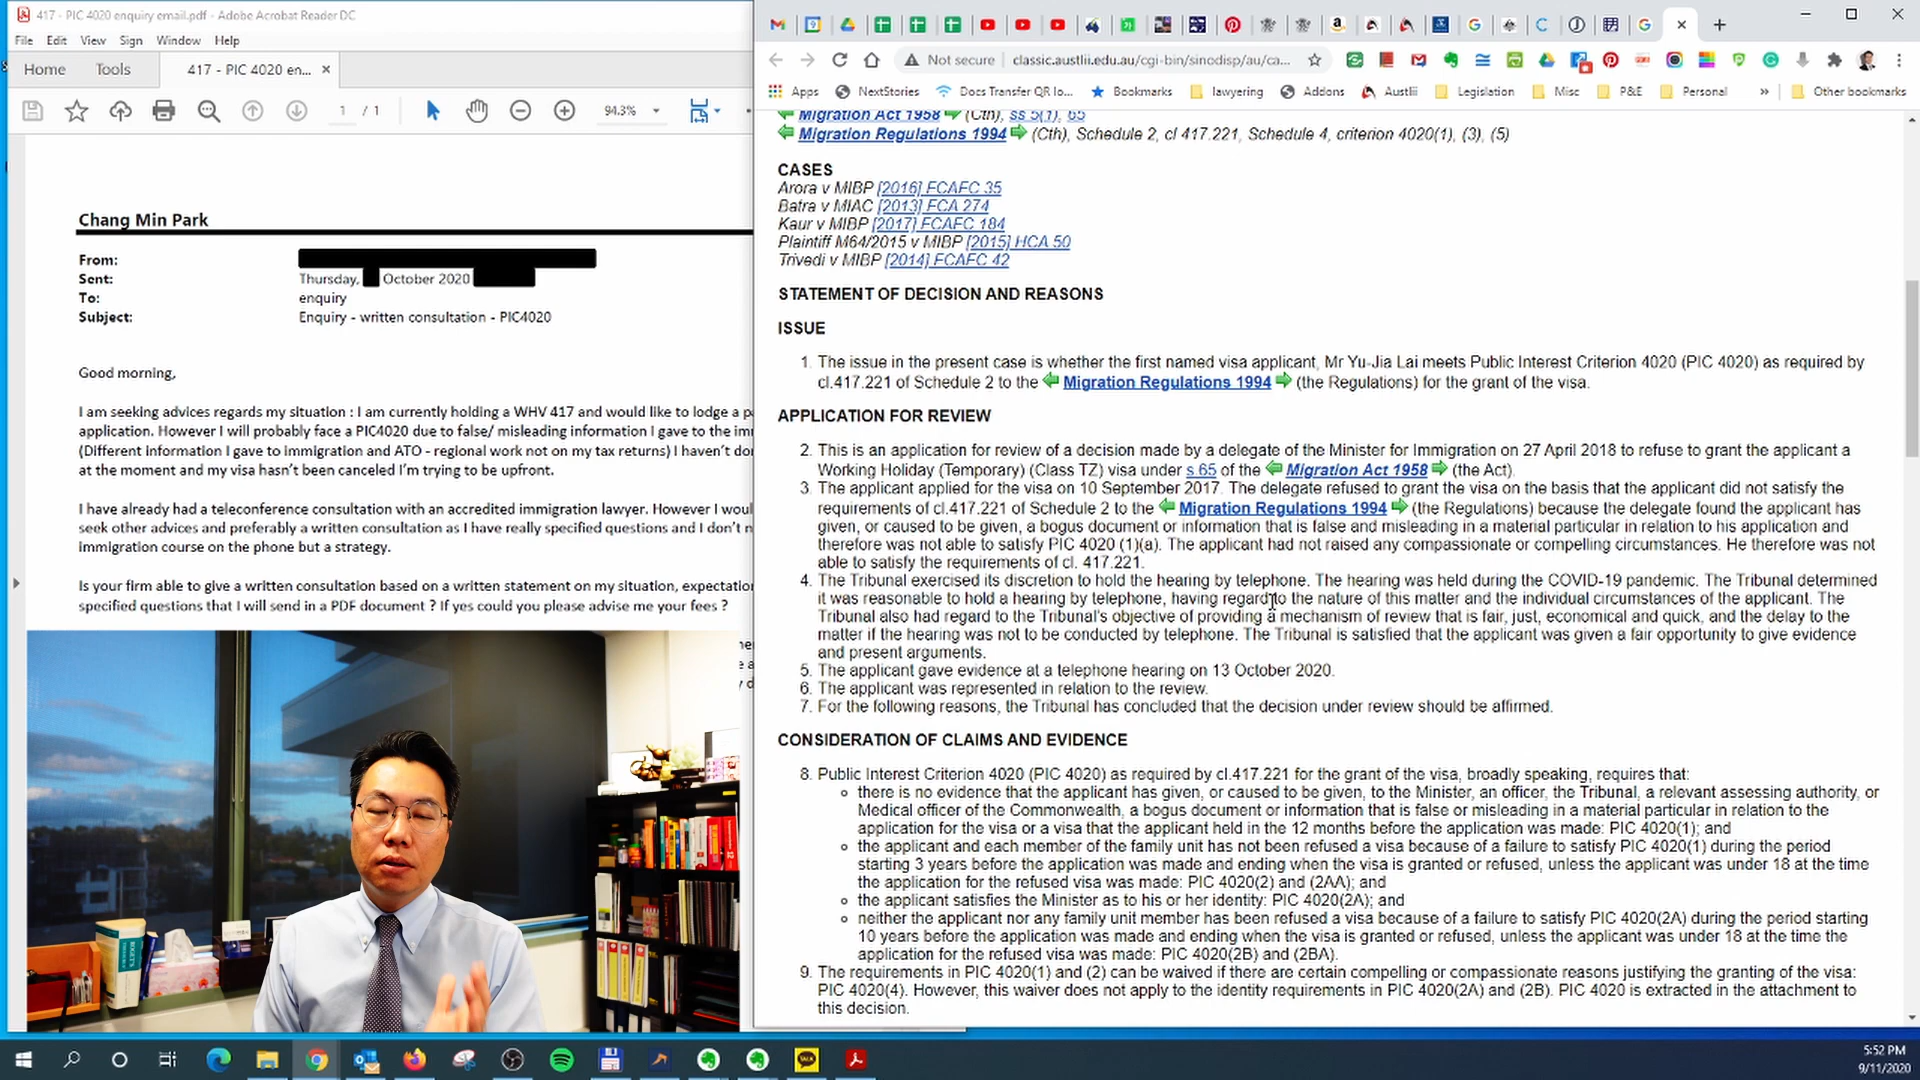 417 - PIC 4020 enquiry email.pdf - Adobe Acrobat Reader DC
File Edit View Sign Window Help
Home Tools 417 - PIC 4020 en... ×
1 / 1 94.3%
Chang Min Park
From:
Sent: Thursday, October 2020
To: enquiry
Subject: Enquiry - written consultation - PIC4020
Good morning,
I am seeking advices regards my situation : I am currently holding a WHV 417 and would like to lodge a
application. However I will probably face a PIC4020 due to false/ misleading information I gave to the
(Different information I gave to immigration and ATO - regional work not on my tax returns) I haven't
at the moment and my visa hasn't been canceled I'm trying to be upfront.
I have already had a teleconference consultation with an accredited immigration lawyer. However I
seek other advices and preferably a written consultation as I have really specified questions and I don't
immigration course on the phone but a strategy.
Is your firm able to give a written consultation based on a written statement on my situation,
specified questions that I will send in a PDF document ? If yes could you please advise me your fees ?
Not secure classic.austlii.edu.au/cgi-bin/sinodisp/au/ca...
Apps NextStories Docs Transfer QR lo... Bookmarks lawyering Addons Austlii Legislation Misc P&E Personal » Other bookmarks
Migration Act 1958 (Cth), ss 5(1), 65
Migration Regulations 1994 (Cth), Schedule 2, cl 417.221, Schedule 4, criterion 4020(1), (3), (5)
CASES
Arora v MIBP [2016] FCAFC 35
Batra v MIAC [2013] FCA 274
Kaur v MIBP [2017] FCAFC 184
Plaintiff M64/2015 v MIBP [2015] HCA 50
Trivedi v MIBP [2014] FCAFC 42
STATEMENT OF DECISION AND REASONS
ISSUE
1. The issue in the present case is whether the first named visa applicant, Mr Yu-Jia Lai meets Public Interest Criterion 4020 (PIC 4020) as required by
cl.417.221 of Schedule 2 to the Migration Regulations 1994 (the Regulations) for the grant of the visa.
APPLICATION FOR REVIEW
2. This is an application for review of a decision made by a delegate of the Minister for Immigration on 27 April 2018 to refuse to grant the applicant a
Working Holiday (Temporary) (Class TZ) visa under s.65 of the Migration Act 1958 (the Act).
3. The applicant applied for the visa on 10 September 2017. The delegate refused to grant the visa on the basis that the applicant did not satisfy the
requirements of cl.417.221 of Schedule 2 to the Migration Regulations 1994 (the Regulations) because the delegate found the applicant has
given, or caused to be given, a bogus document or information that is false and misleading in a material particular in relation to his application and
therefore was not able to satisfy PIC 4020 (1)(a). The applicant had not raised any compassionate or compelling circumstances. He therefore was not
able to satisfy the requirements of cl. 417.221.
4. The Tribunal exercised its discretion to hold the hearing by telephone. The hearing was held during the COVID-19 pandemic. The Tribunal determined
it was reasonable to hold a hearing by telephone, having regard to the nature of this matter and the individual circumstances of the applicant. The
Tribunal also had regard to the Tribunal's objective of providing a mechanism of review that is fair, just, economical and quick, and the delay to the
matter if the hearing was not to be conducted by telephone. The Tribunal is satisfied that the applicant was given a fair opportunity to give evidence
and present arguments.
5. The applicant gave evidence at a telephone hearing on 13 October 2020.
6. The applicant was represented in relation to the review.
7. For the following reasons, the Tribunal has concluded that the decision under review should be affirmed.
CONSIDERATION OF CLAIMS AND EVIDENCE
8. Public Interest Criterion 4020 (PIC 4020) as required by cl.417.221 for the grant of the visa, broadly speaking, requires that:
there is no evidence that the applicant has given, or caused to be given, to the Minister, an officer, the Tribunal, a relevant assessing authority, or
Medical officer of the Commonwealth, a bogus document or information that is false or misleading in a material particular in relation to the
application for the visa or a visa that the applicant held in the 12 months before the application was made: PIC 4020(1); and
the applicant and each member of the family unit has not been refused a visa because of a failure to satisfy PIC 4020(1) during the period
starting 3 years before the application was made and ending when the visa is granted or refused, unless the applicant was under 18 at the time
the application for the refused visa was made: PIC 4020(2) and (2AA); and
the applicant satisfies the Minister as to his or her identity: PIC 4020(2A); and
neither the applicant nor any family unit member has been refused a visa because of a failure to satisfy PIC 4020(2A) during the period starting
10 years before the application was made and ending when the visa is granted or refused, unless the applicant was under 18 at the time the
application for the refused visa was made: PIC 4020(2B) and (2BA).
9. The requirements in PIC 4020(1) and (2) can be waived if there are certain compelling or compassionate reasons justifying the granting of the visa:
PIC 4020(4). However, this waiver does not apply to the identity requirements in PIC 4020(2A) and (2B). PIC 4020 is extracted in the attachment to
this decision.
5:52 PM
9/11/2020